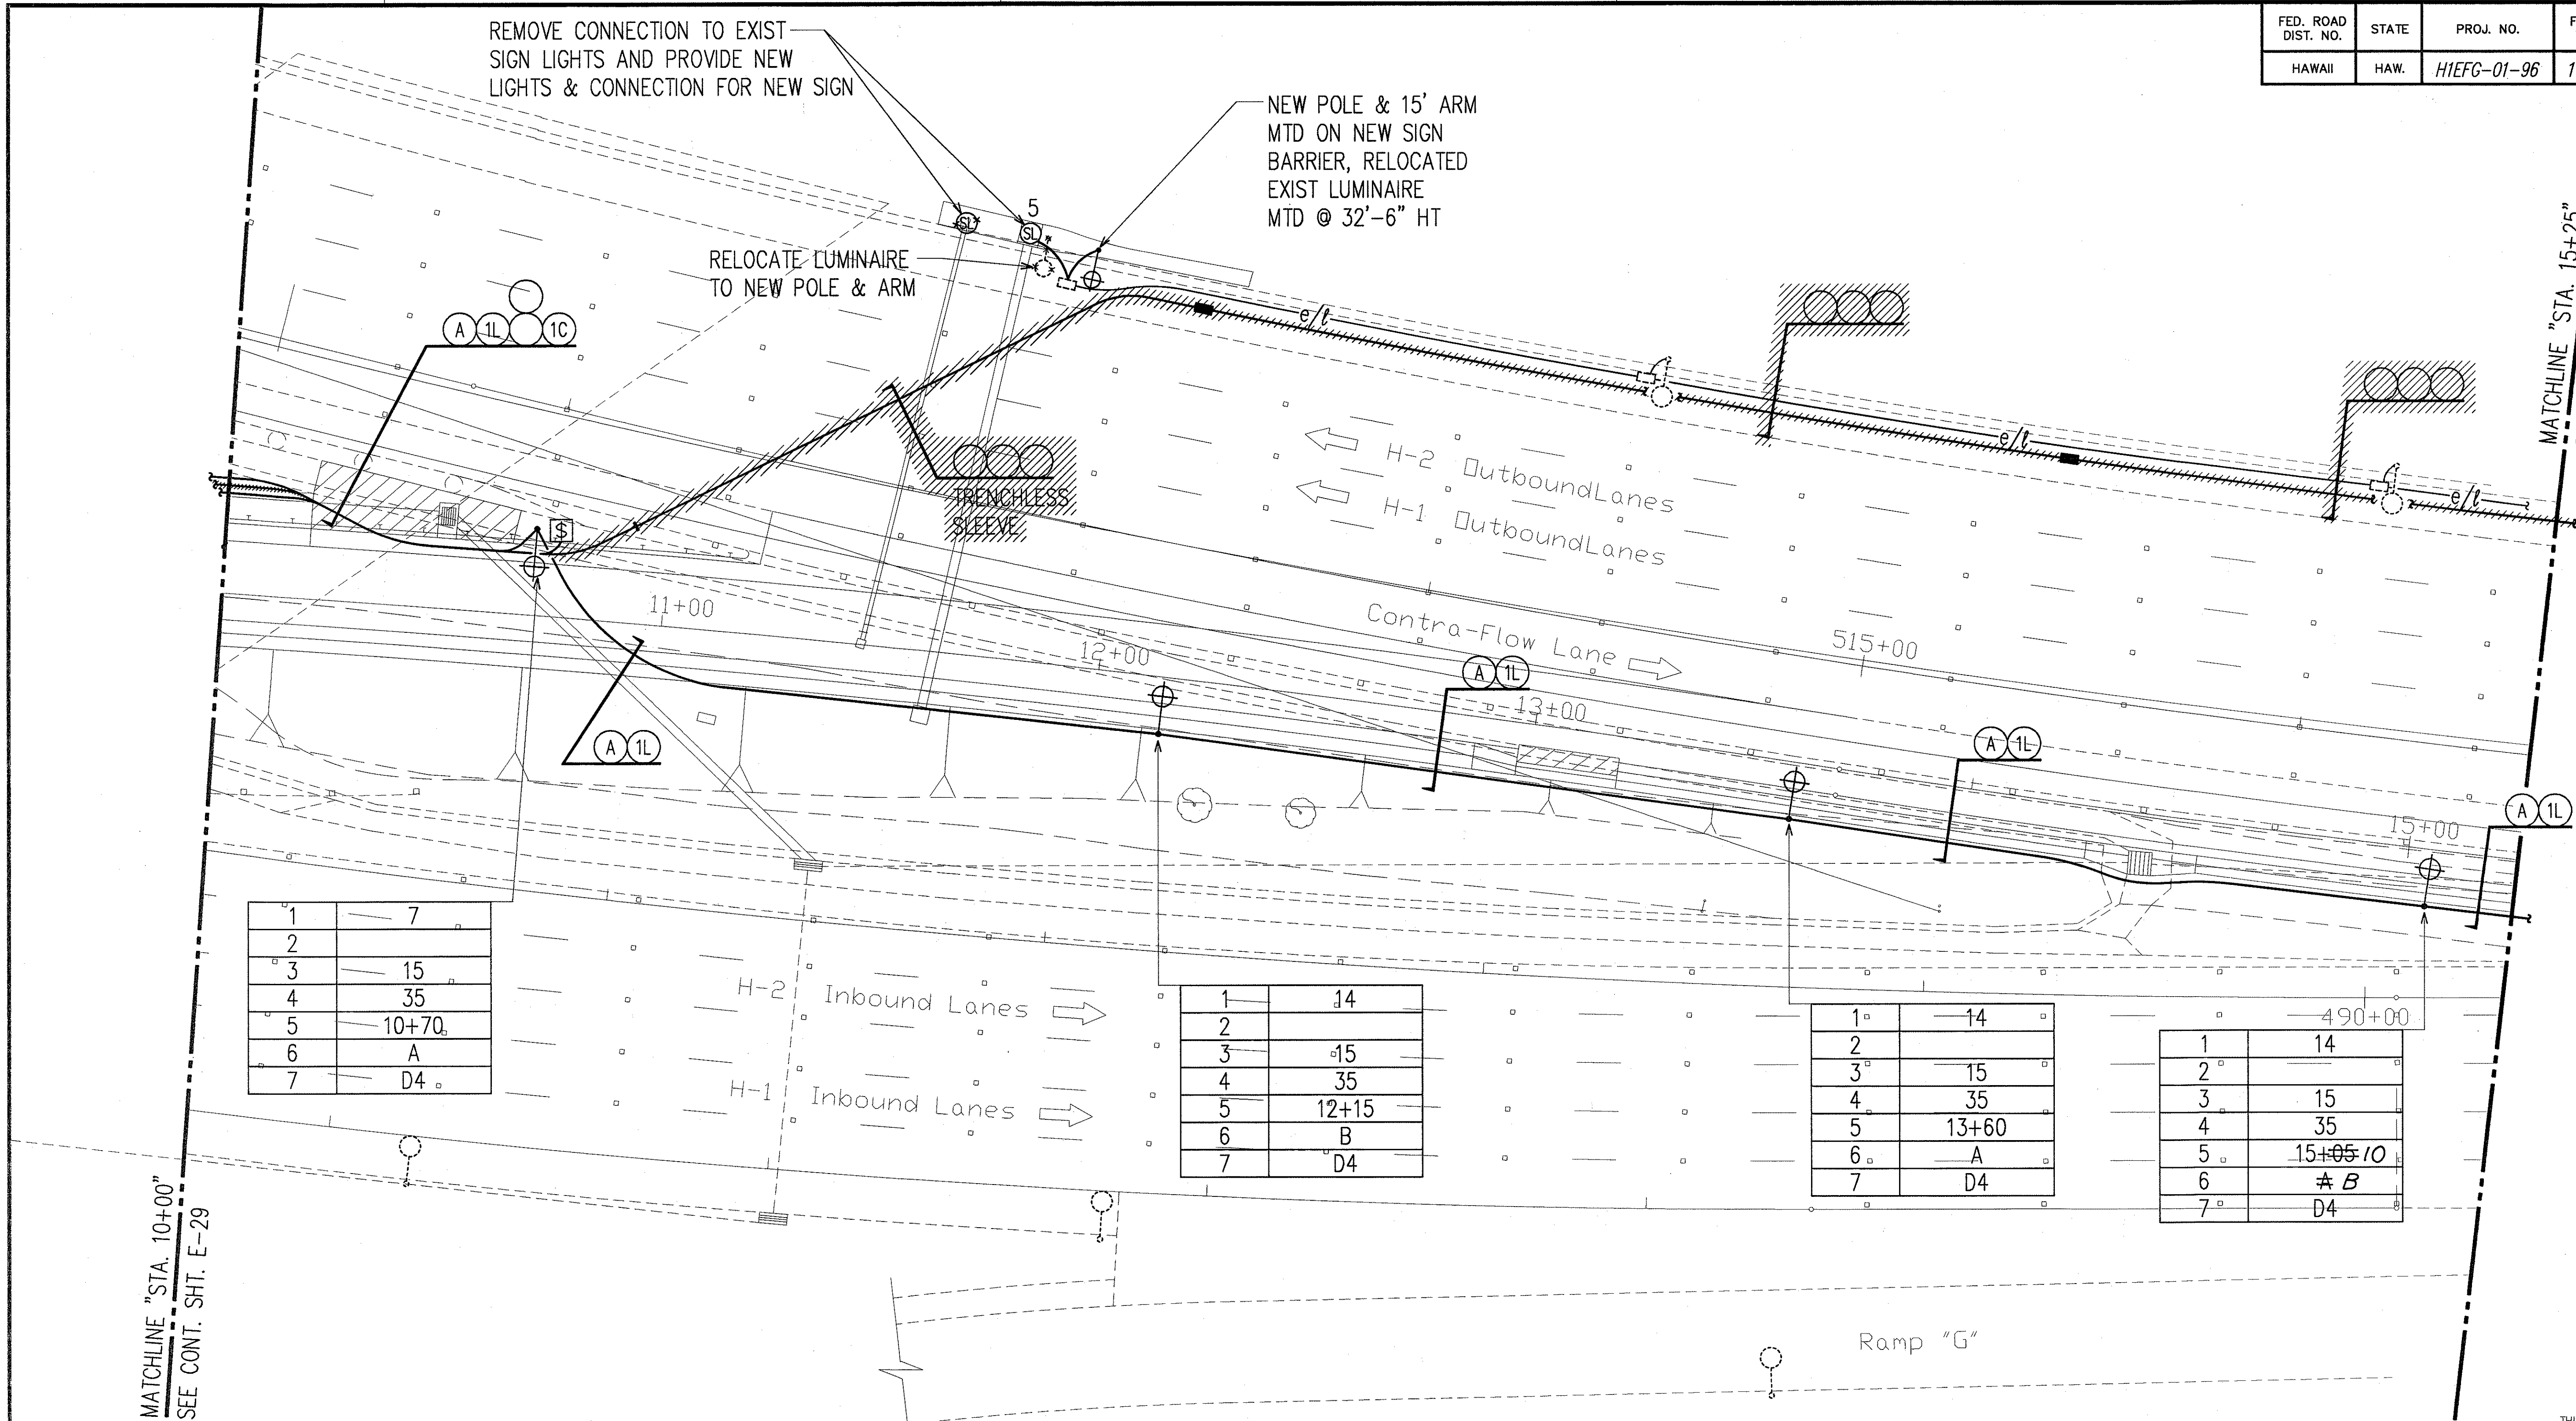 FED. ROAD DIST. NO. STATE PROJ. NO.
HAWAII HAW. H1EFG-01-96
REMOVE CONNECTION TO EXIST
SIGN LIGHTS AND PROVIDE NEW
LIGHTS & CONNECTION FOR NEW SIGN
NEW POLE & 15' ARM
MTD ON NEW SIGN
BARRIER, RELOCATED
EXIST LUMINAIRE
MTD @ 32'-6" HT
SL SL 5
RELOCATE LUMINAIRE
TO NEW POLE & ARM
A 1L 1C
e/l
e/l
e/l
MATCHLINE "STA. 15+25"
TRENCHLESS
SLEEVE
S
H-2 OutboundLanes
H-1 OutboundLanes
Contra-Flow Lane
515+00
11+00
12+00
13+00
15+00
A 1L
A 1L
A 1L
A 1L
1 7
2
3 15
4 35
5 10+70
6 A
7 D4
H-2 Inbound Lanes
H-1 Inbound Lanes
1 14
2
3 15
4 35
5 12+15
6 B
7 D4
1 14
2
3 15
4 35
5 13+60
6 A
7 D4
490+00
1 14
2
3 15
4 35
5 15+05 10
6 A B
7 D4
MATCHLINE "STA. 10+00"
SEE CONT. SHT. E-29
Ramp "G"